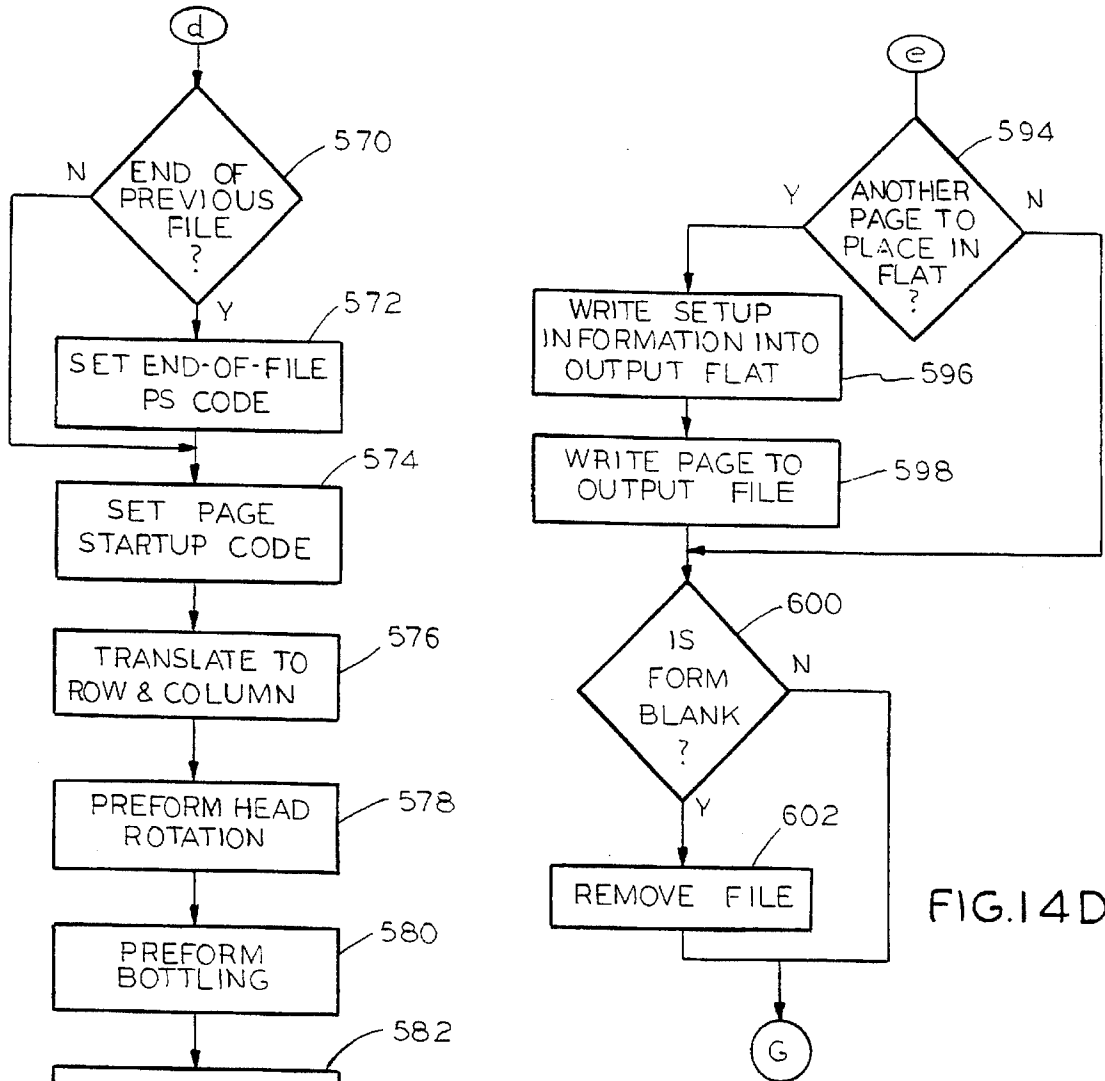 d
570
N
END OF
PREVIOUS
FILE
?
Y
572
SET END-OF-FILE
PS CODE
574
SET PAGE
STARTUP CODE
576
TRANSLATE TO
ROW & COLUMN
578
PREFORM HEAD
ROTATION
580
PREFORM
BOTTLING
582
e
594
Y
N
ANOTHER
PAGE TO
PLACE IN
FLAT
?
WRITE SETUP
INFORMATION INTO
OUTPUT FLAT
596
WRITE PAGE TO
OUTPUT FILE
598
600
IS
FORM
BLANK
?
N
Y
602
REMOVE FILE
FIG.14D
G